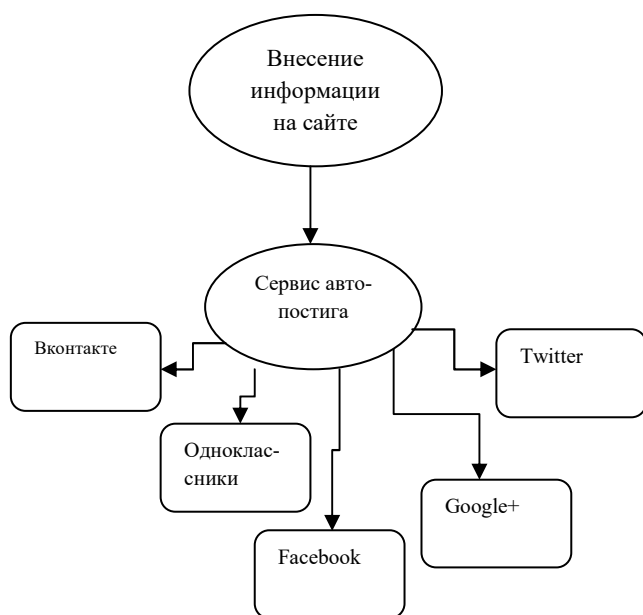 Внесение
информации
на сайте
Сервис авто-
постига
Вконтакте
Twitter
Одноклас-
сники
Google+
Facebook